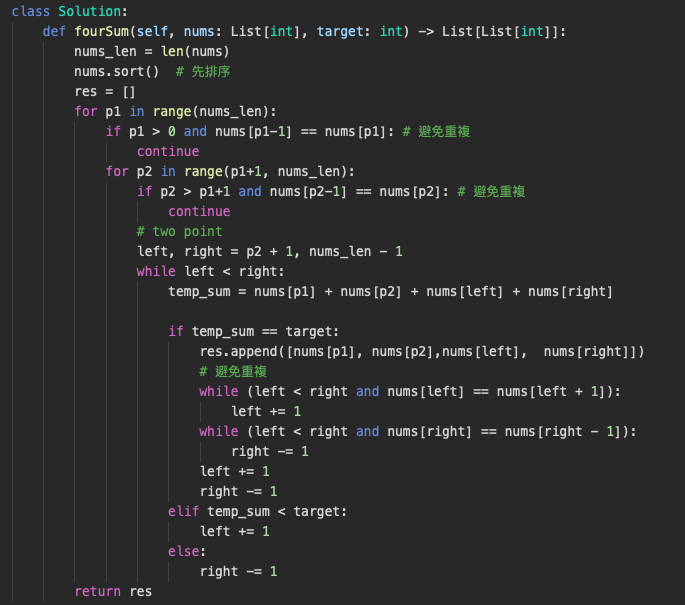 class Solution:
    def fourSum(self, nums: List[int], target: int) -> List[List[int]]:
        nums_len = len(nums)
        nums.sort()  # 先排序
        res = []
        for p1 in range(nums_len):
            if p1 > 0 and nums[p1-1] == nums[p1]: # 避免重複
                continue
            for p2 in range(p1+1, nums_len):
                if p2 > p1+1 and nums[p2-1] == nums[p2]: # 避免重複
                    continue
                # two point
                left, right = p2 + 1, nums_len - 1
                while left < right:
                    temp_sum = nums[p1] + nums[p2] + nums[left] + nums[right]

                    if temp_sum == target:
                        res.append([nums[p1], nums[p2],nums[left],  nums[right]])
                        # 避免重複
                        while (left < right and nums[left] == nums[left + 1]):
                            left += 1
                        while (left < right and nums[right] == nums[right - 1]):
                            right -= 1
                        left += 1
                        right -= 1
                    elif temp_sum < target:
                        left += 1
                    else:
                        right -= 1
        return res